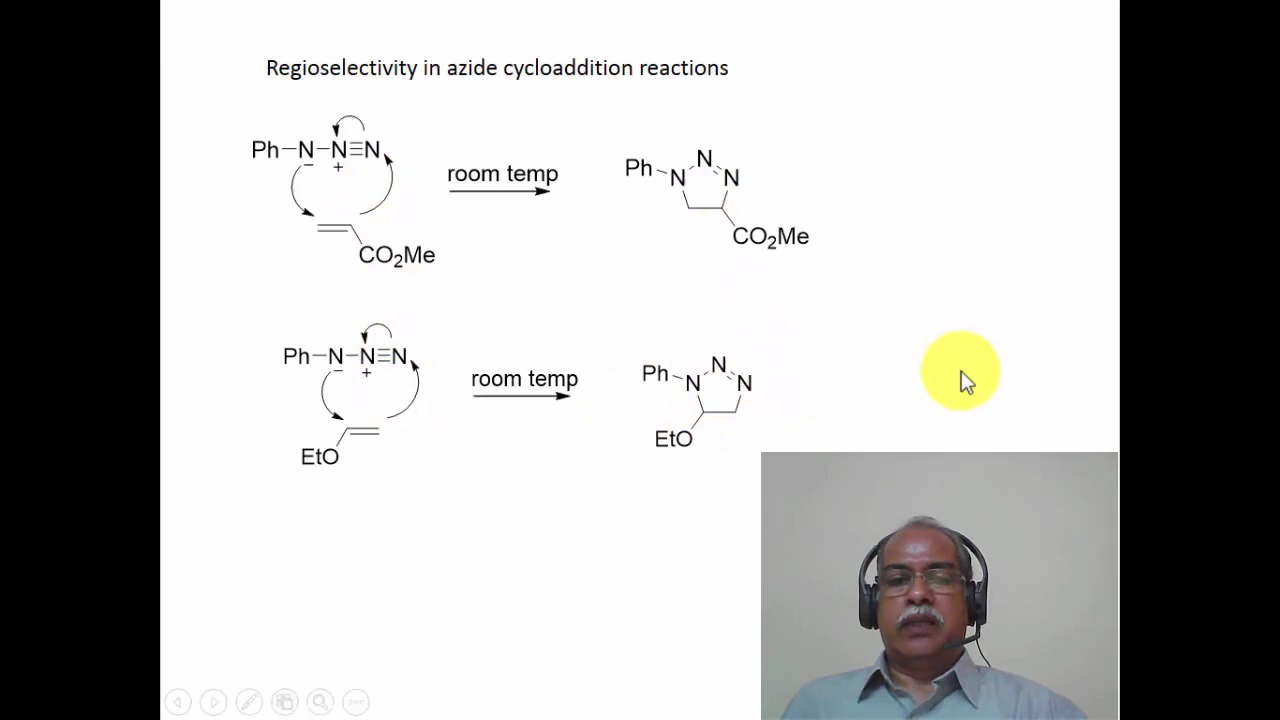 Regioselectivity in azide cycloaddition reactions
Ph–N–N≡N
− +
room temp
CO₂Me
Ph N N N
CO₂Me
Ph–N–N≡N
− +
room temp
EtO
Ph N N N
EtO